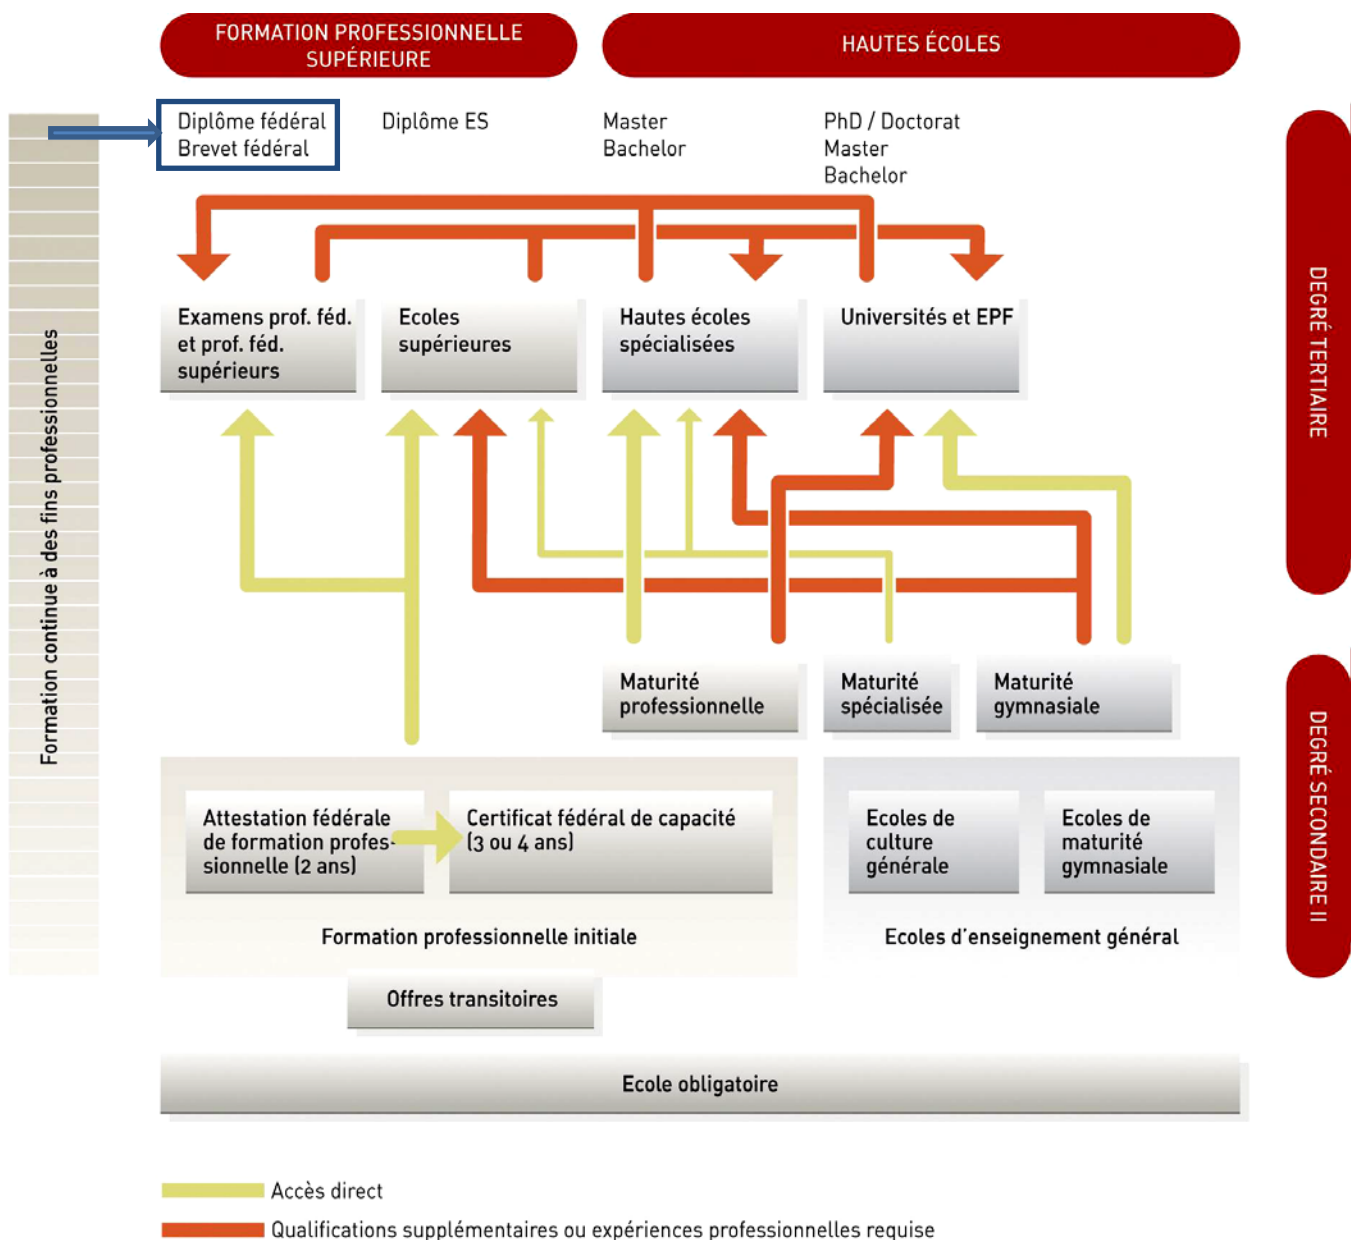 FORMATION PROFESSIONNELLE
SUPÉRIEURE
HAUTES ÉCOLES
Diplôme fédéral
Brevet fédéral
Diplôme ES
Master
Bachelor
PhD / Doctorat
Master
Bachelor
Examens prof. féd.
et prof. féd.
supérieurs
Ecoles
supérieures
Hautes écoles
spécialisées
Universités et EPF
DEGRÉ TERTIAIRE
Formation continue à des fins professionnelles
Maturité
professionnelle
Maturité
spécialisée
Maturité
gymnasiale
DEGRÉ SECONDAIRE II
Attestation fédérale
de formation profes-
sionnelle (2 ans)
Certificat fédéral de capacité
(3 ou 4 ans)
Ecoles de
culture
générale
Ecoles de
maturité
gymnasiale
Formation professionnelle initiale
Ecoles d'enseignement général
Offres transitoires
Ecole obligatoire
Accès direct
Qualifications supplémentaires ou expériences professionnelles requise